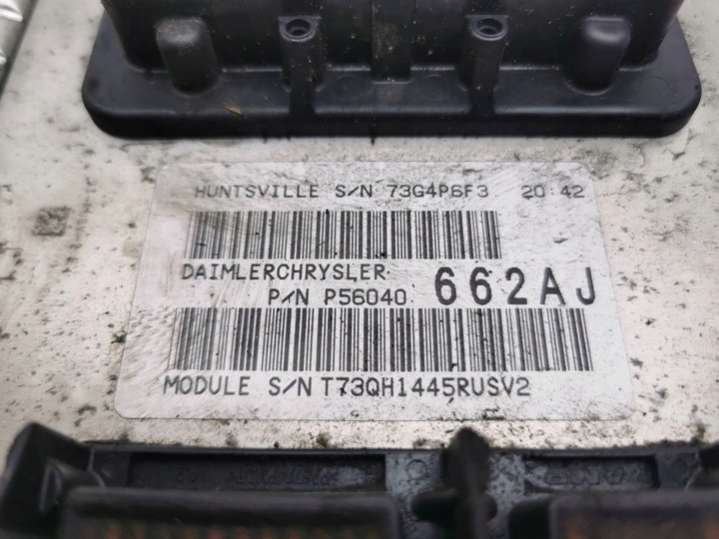 HUNTSVILLE S/N 73G4P6F3 20:42
DAIMLERCHRYSLER
P/N P56040 662AJ
MODULE S/N T73QH1445RUSV2